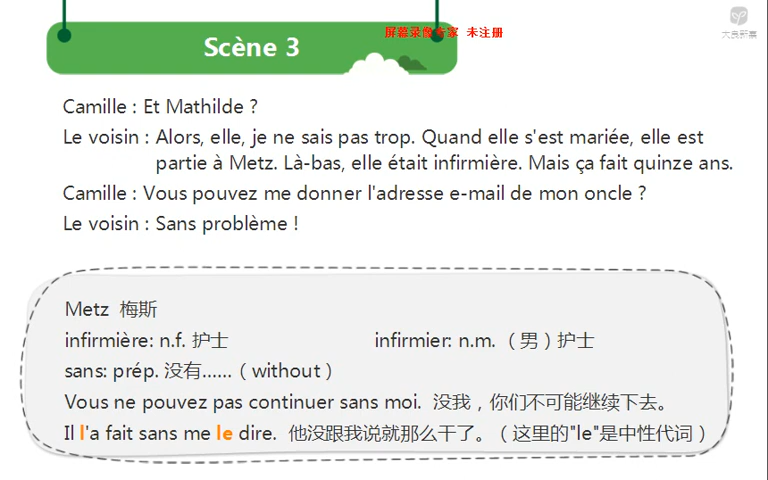 屏幕录像专家 未注册
大良新素
Scène 3
Camille : Et Mathilde ?
Le voisin : Alors, elle, je ne sais pas trop. Quand elle s'est mariée, elle est
partie à Metz. Là-bas, elle était infirmière. Mais ça fait quinze ans.
Camille : Vous pouvez me donner l'adresse e-mail de mon oncle ?
Le voisin : Sans problème !
Metz 梅斯
infirmière: n.f. 护士 infirmier: n.m. （男）护士
sans: prép. 没有......（without）
Vous ne pouvez pas continuer sans moi. 没我，你们不可能继续下去。
Il l'a fait sans me le dire. 他没跟我说就那么干了。（这里的"le"是中性代词）